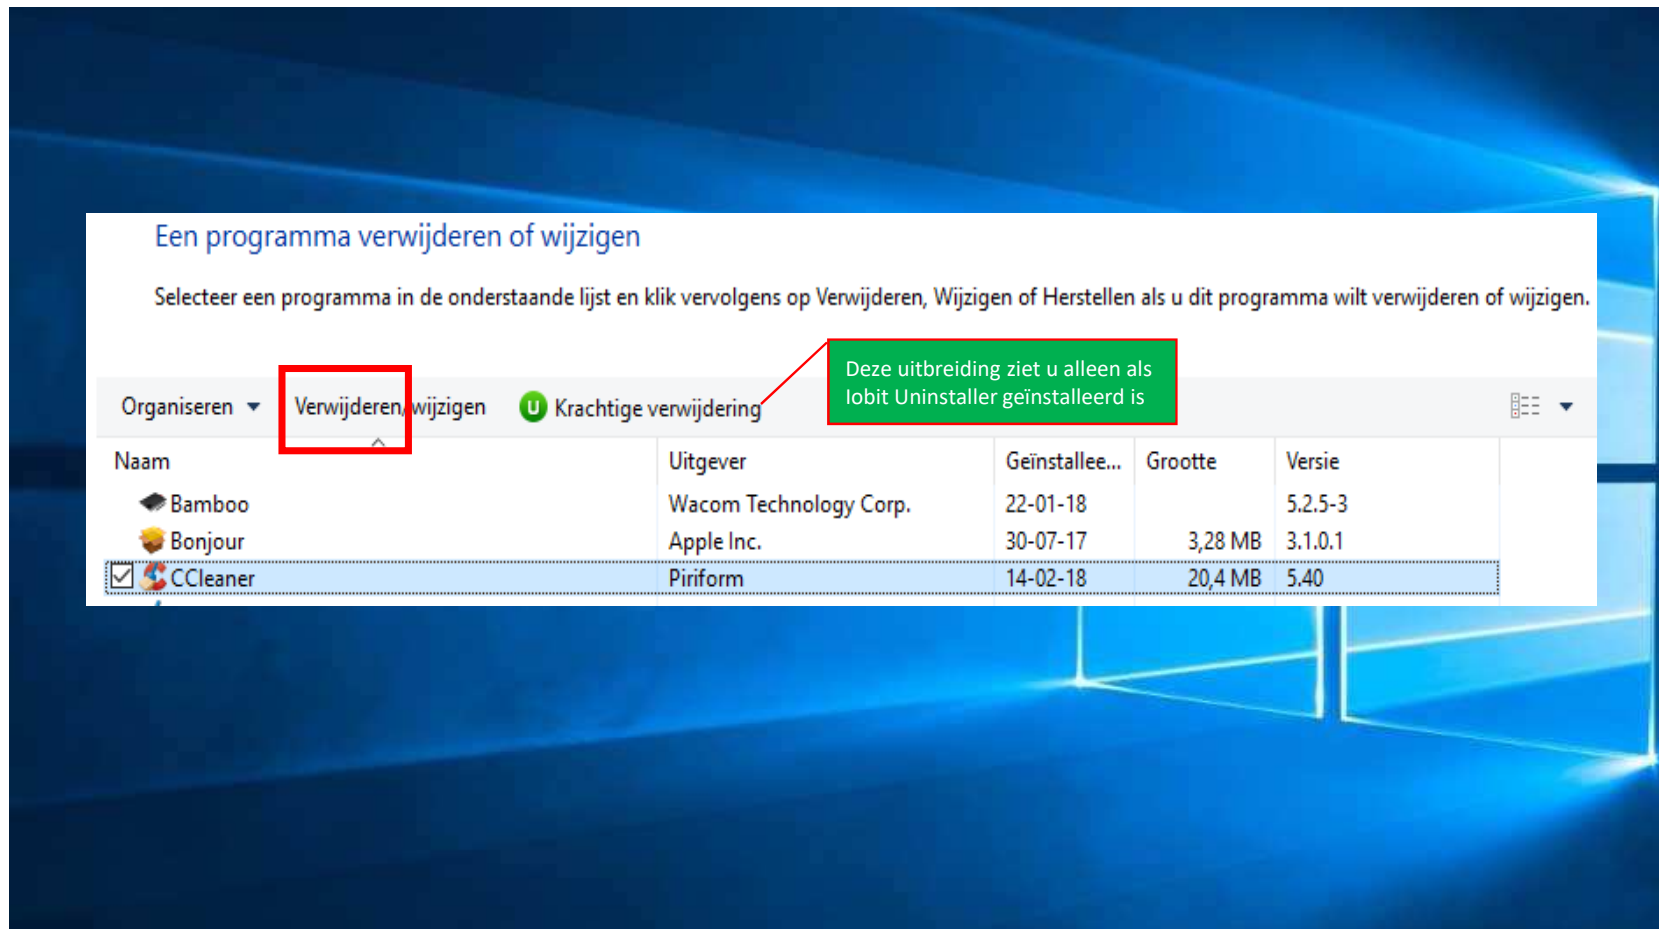 Een programma verwijderen of wijzigen
Selecteer een programma in de onderstaande lijst en klik vervolgens op Verwijderen, Wijzigen of Herstellen als u dit programma wilt verwijderen of wijzigen.
Deze uitbreiding ziet u alleen als
Iobit Uninstaller geïnstalleerd is
Organiseren Verwijderen/wijzigen U Krachtige verwijdering
Naam Uitgever Geïnstallee... Grootte Versie
Bamboo Wacom Technology Corp. 22-01-18 5.2.5-3
Bonjour Apple Inc. 30-07-17 3,28 MB 3.1.0.1
CCleaner Piriform 14-02-18 20,4 MB 5.40